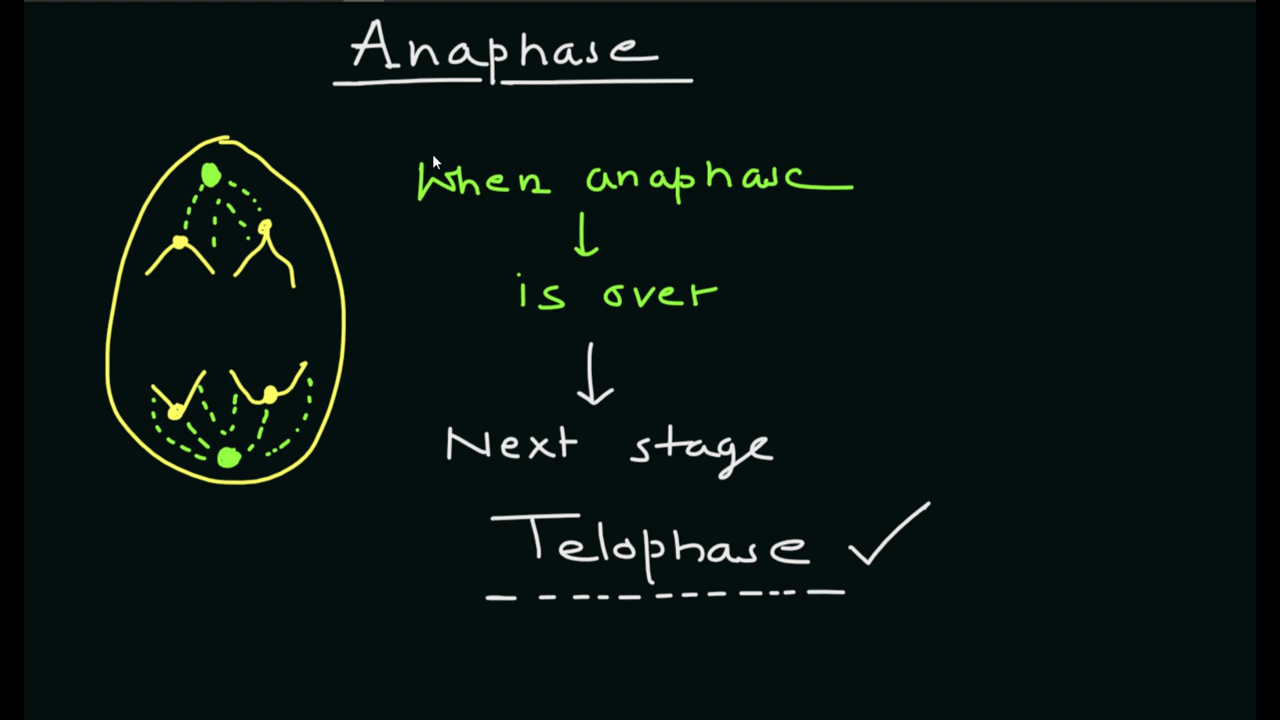 Anaphase
When anaphase
is over
Next stage
Telophase